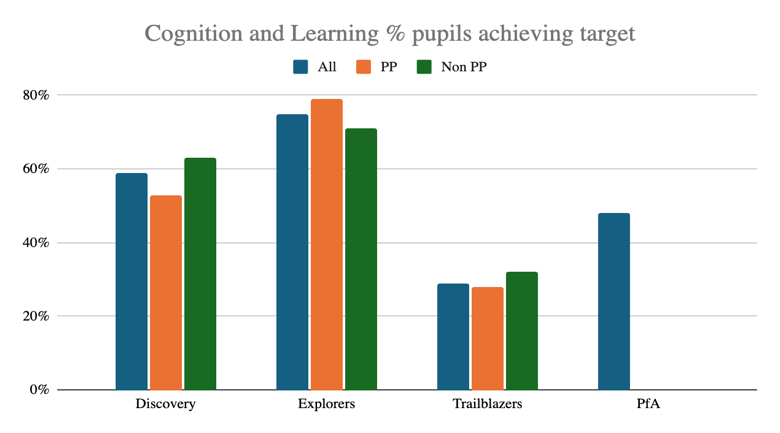 Cognition and Learning % pupils achieving target
All PP Non PP
80%
60%
40%
20%
0%
Discovery Explorers Trailblazers PfA